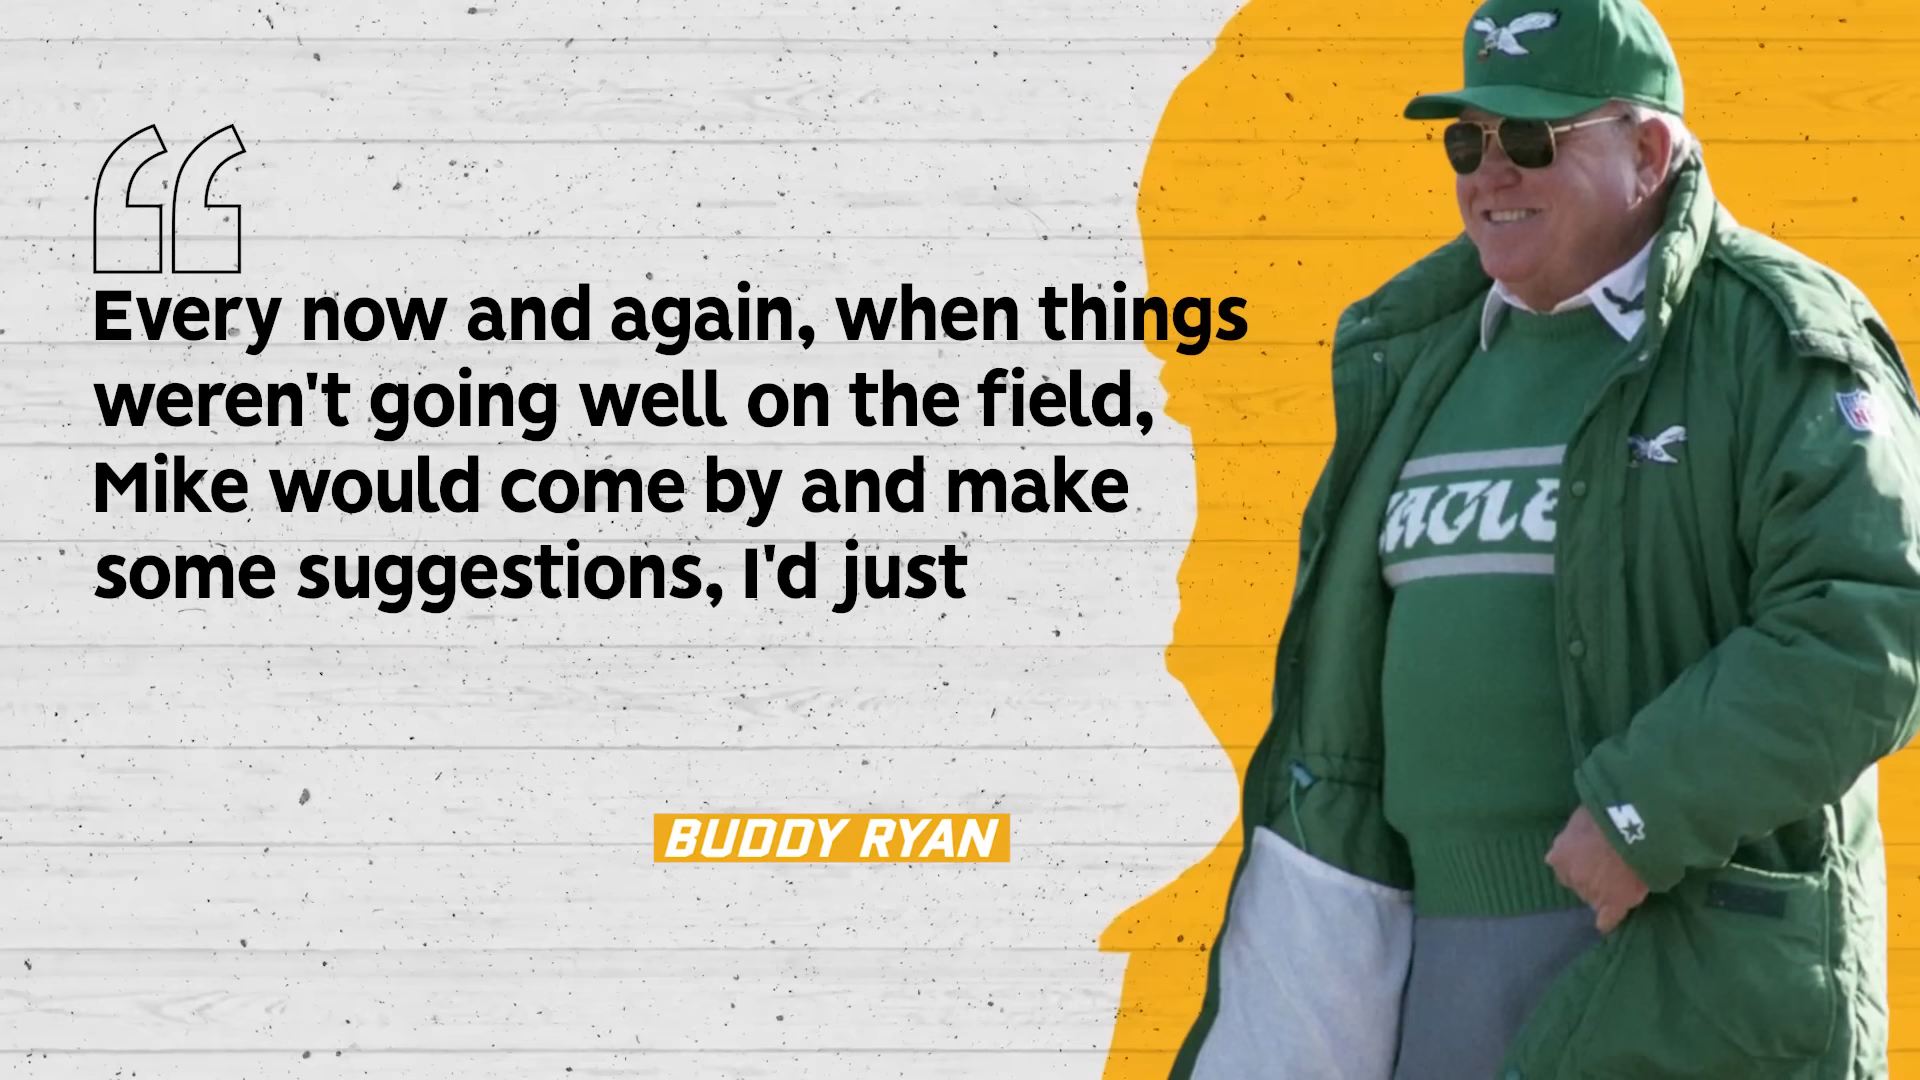 Every now and again, when things
weren't going well on the field,
Mike would come by and make
some suggestions, I'd just
BUDDY RYAN